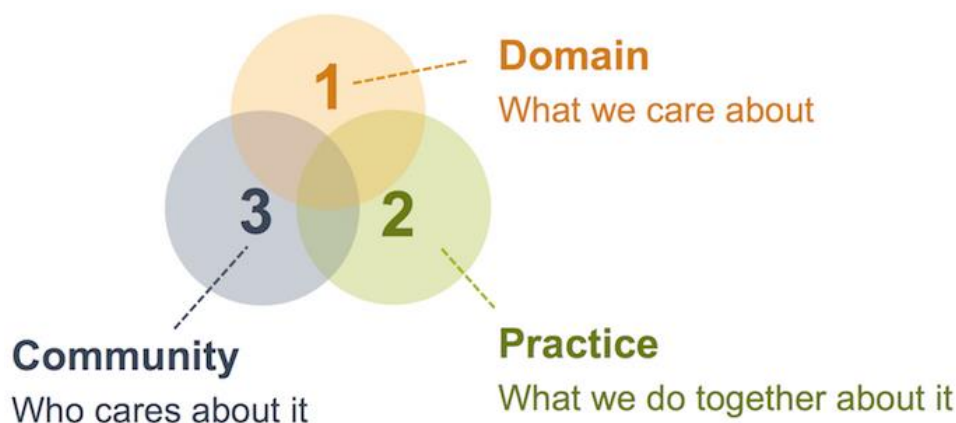 1
Domain
What we care about
3
2
Practice
What we do together about it
Community
Who cares about it